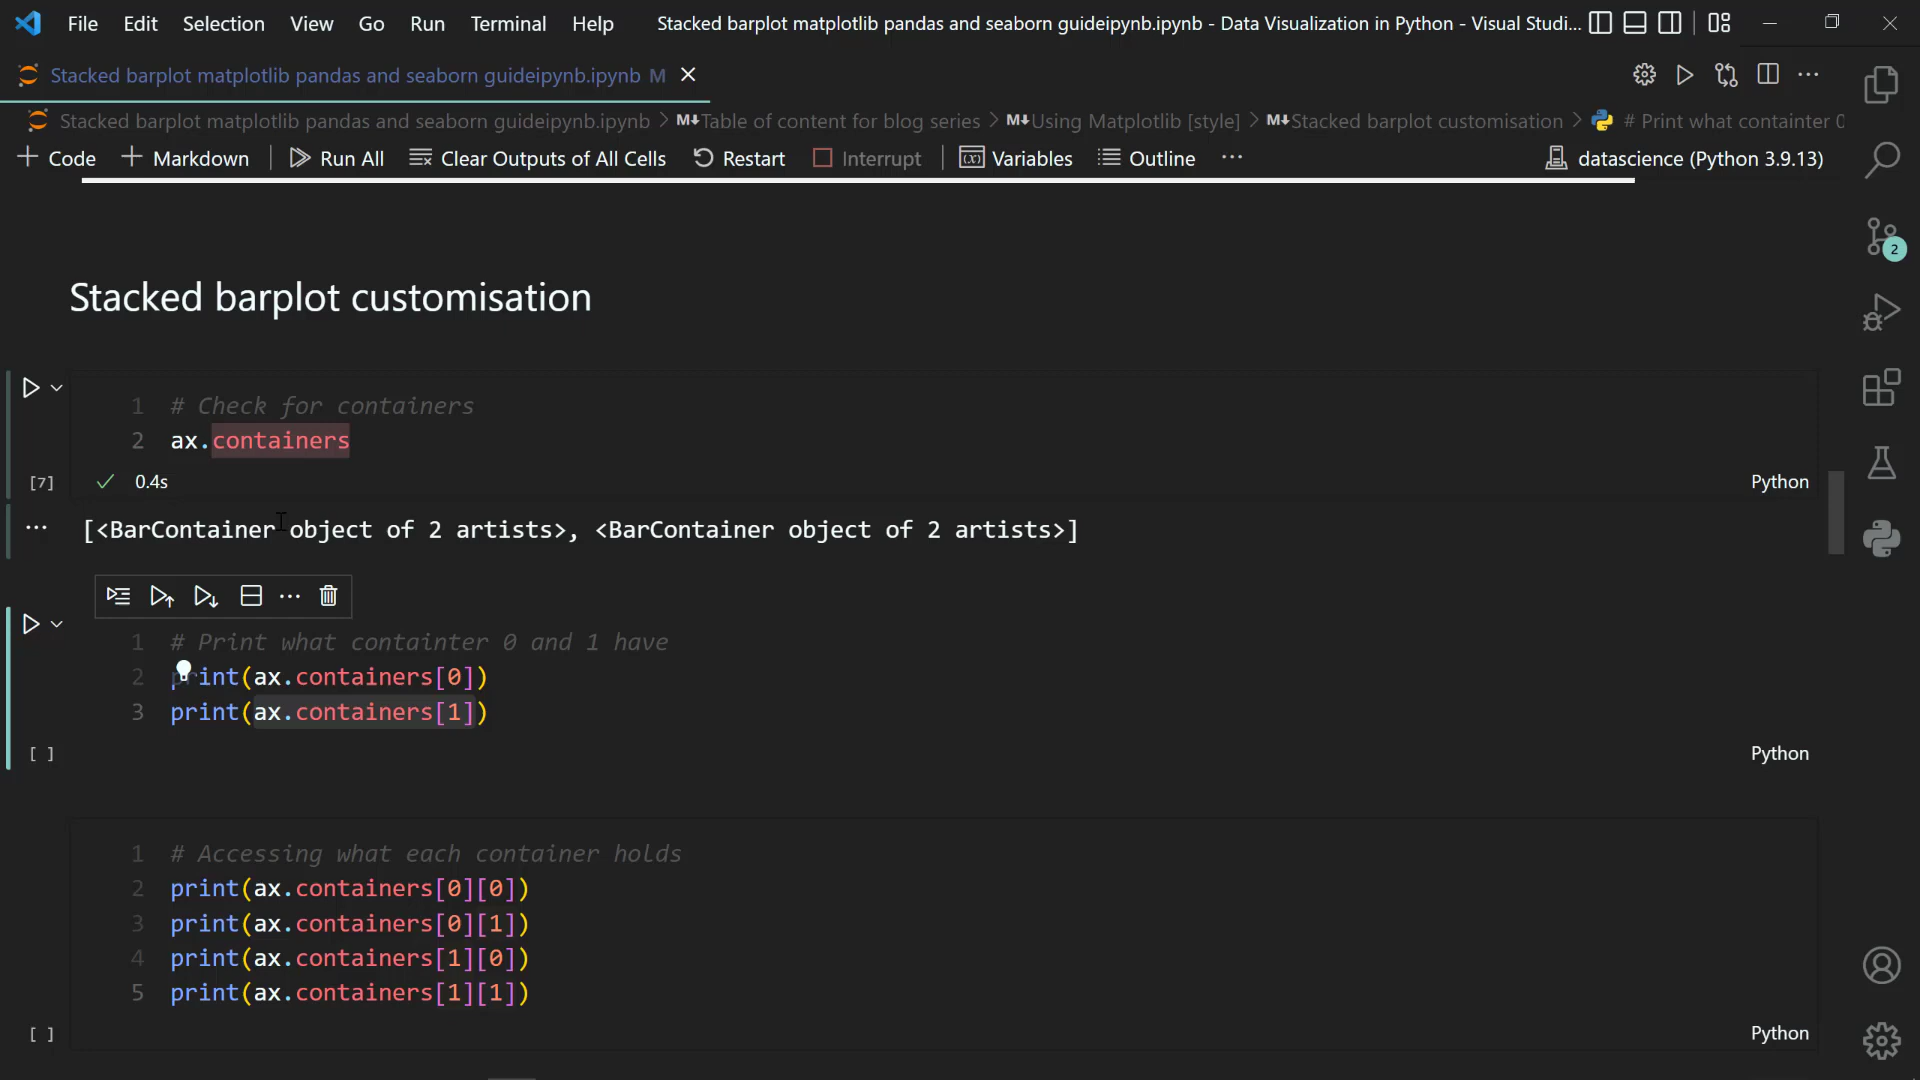 File Edit Selection View Go Run Terminal Help Stacked barplot matplotlib pandas and seaborn guideipynb.ipynb - Data Visualization in Python - Visual Studi...
Stacked barplot matplotlib pandas and seaborn guideipynb.ipynb M
Stacked barplot matplotlib pandas and seaborn guideipynb.ipynb > M↓Table of content for blog series > M↓Using Matplotlib [style] > M↓Stacked barplot customisation > # Print what containter 0
+ Code + Markdown Run All Clear Outputs of All Cells Restart Interrupt Variables Outline ... datascience (Python 3.9.13)
2
Stacked barplot customisation
1 # Check for containers
2 ax.containers
[7] ✓ 0.4s Python
... [<BarContainer object of 2 artists>, <BarContainer object of 2 artists>]
1 # Print what containter 0 and 1 have
2 print(ax.containers[0])
3 print(ax.containers[1])
[ ] Python
1 # Accessing what each container holds
2 print(ax.containers[0][0])
3 print(ax.containers[0][1])
4 print(ax.containers[1][0])
5 print(ax.containers[1][1])
[ ] Python